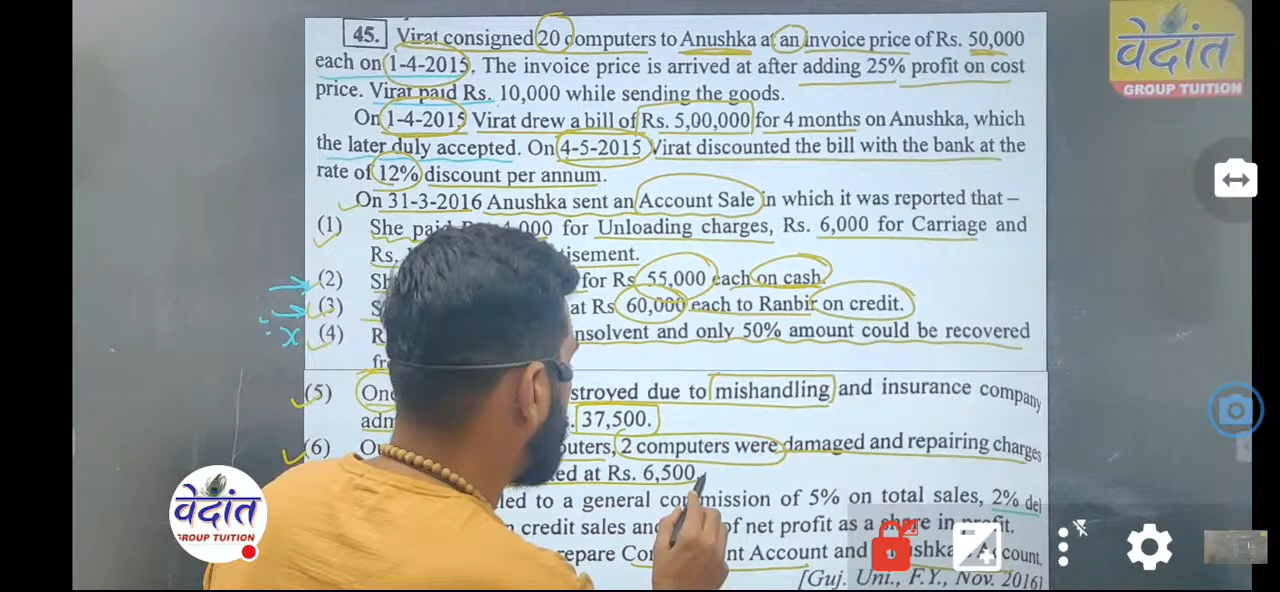 45. Virat consigned 20 computers to Anushka at an invoice price of Rs. 50,000
each on 1-4-2015. The invoice price is arrived at after adding 25% profit on cost
price. Virat paid Rs. 10,000 while sending the goods.
On 1-4-2015 Virat drew a bill of Rs. 5,00,000 for 4 months on Anushka, which
the later duly accepted. On 4-5-2015 Virat discounted the bill with the bank at the
rate of 12% discount per annum.
On 31-3-2016 Anushka sent an Account Sale in which it was reported that –
(1) She paid 000 for Unloading charges, Rs. 6,000 for Carriage and
Rs. isement.
(2) for Rs 55,000 each on cash.
(3) at Rs 60,000 each to Ranbir on credit.
(4) R nsolvent and only 50% amount could be recovered
(5) One stroyed due to mishandling and insurance company
adm 37,500.
(6) uters, 2 computers were damaged and repairing charges
ed at Rs. 6,500.
led to a general commission of 5% on total sales, 2% del
credit sales and of net profit as a share in profit.
epare Con nt Account and ushka count.
[Guj. Uni., F.Y., Nov. 2016]
वेदांत
GROUP TUITION
वेदांत
GROUP TUITION